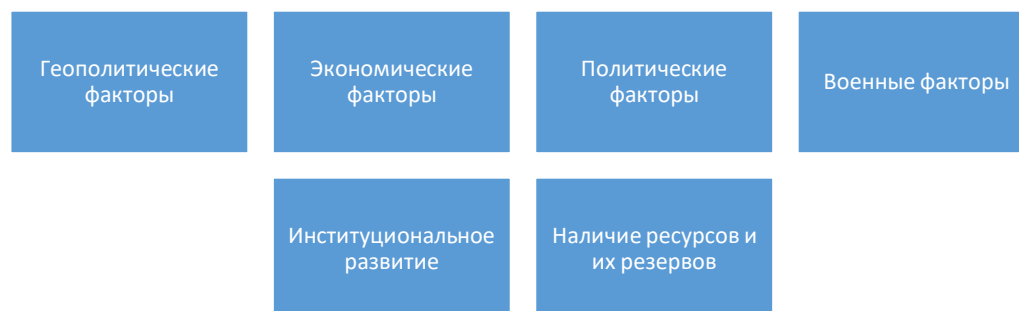 Геополитические
факторы
Экономические
факторы
Политические
факторы
Военные факторы
Институциональное
развитие
Наличие ресурсов и
их резервов